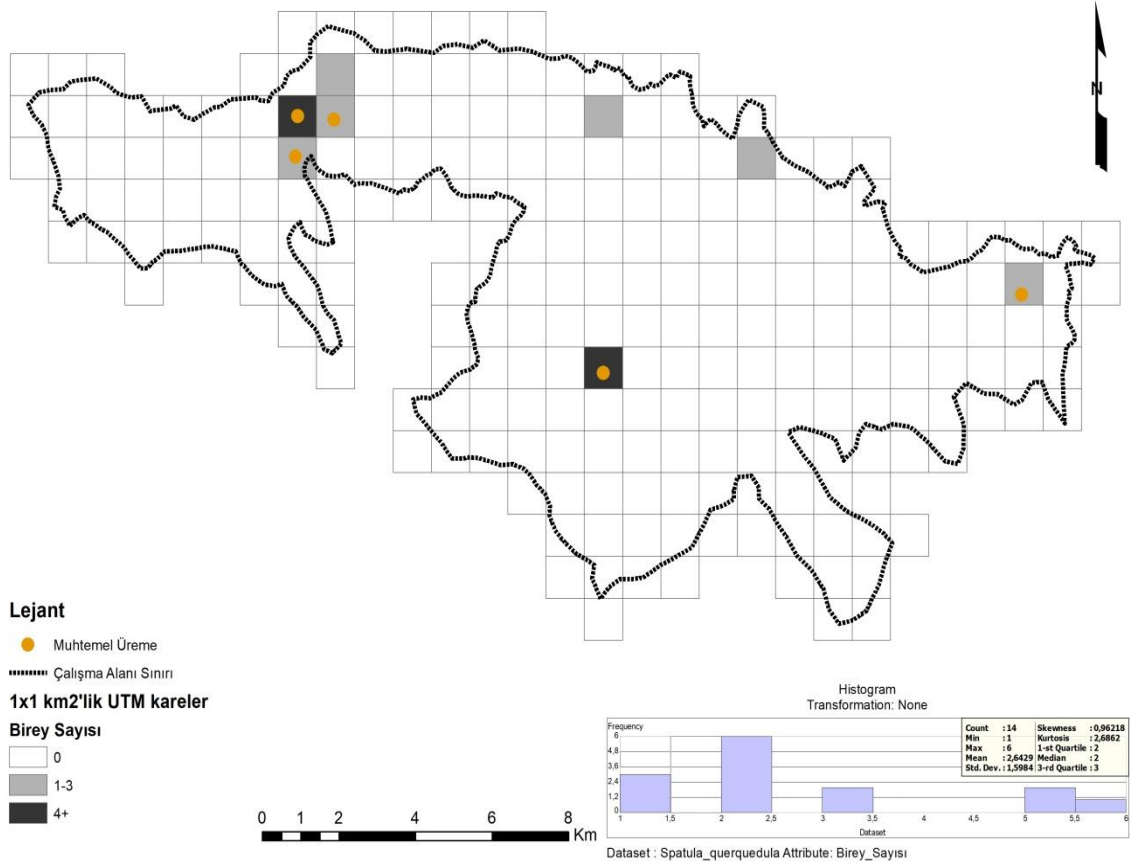 N
Lejant
Muhtemel Üreme
Çalışma Alanı Sınırı
1x1 km2'lik UTM kareler
Birey Sayısı
0
1-3
4+
0 1 2 4 6 8
Km
Histogram
Transformation: None
Frequency
6
4,8
3,6
2,4
1,2
0
1 1,5 2 2,5 3 3,5 4 4,5 5 5,5 6
Dataset
Count : 14 Skewness : 0,96218
Min : 1 Kurtosis : 2,6862
Max : 6 1-st Quartile : 2
Mean : 2,6429 Median : 2
Std. Dev. : 1,5984 3-rd Quartile : 3
Dataset : Spatula_querquedula Attribute: Birey_Sayısı